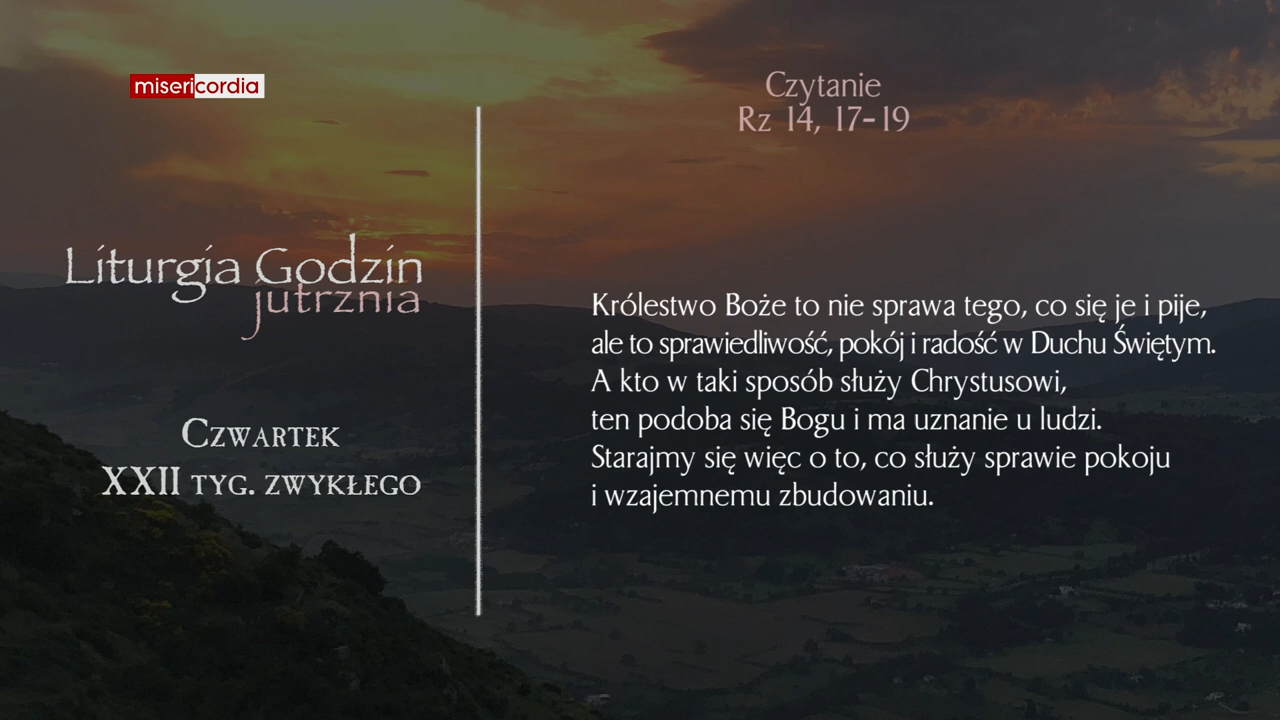 misericordia
Czytanie
Rz 14, 17-19
Liturgia Godzin
jutrznia
Czwartek
XXII tyg. zwykłego
Królestwo Boże to nie sprawa tego, co się je i pije,
ale to sprawiedliwość, pokój i radość w Duchu Świętym.
A kto w taki sposób służy Chrystusowi,
ten podoba się Bogu i ma uznanie u ludzi.
Starajmy się więc o to, co służy sprawie pokoju
i wzajemnemu zbudowaniu.